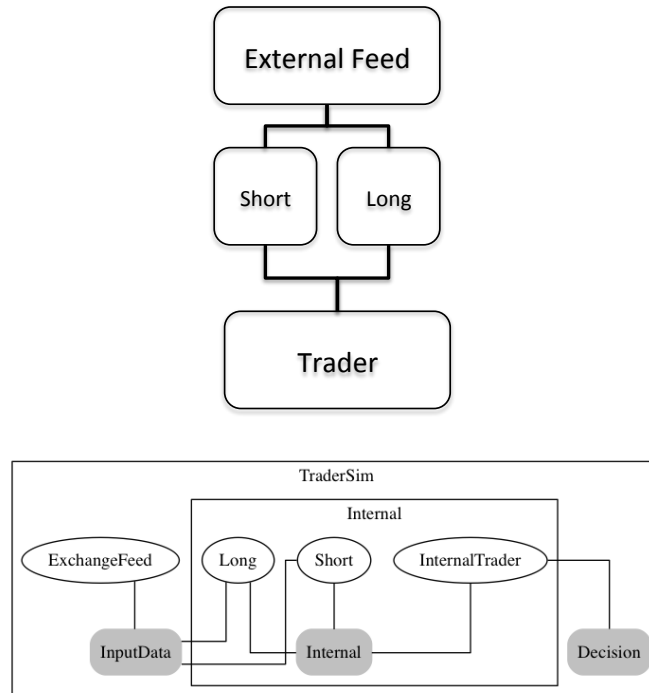 External Feed
Short Long
Trader
TraderSim
Internal
ExchangeFeed Long Short InternalTrader
InputData Internal Decision